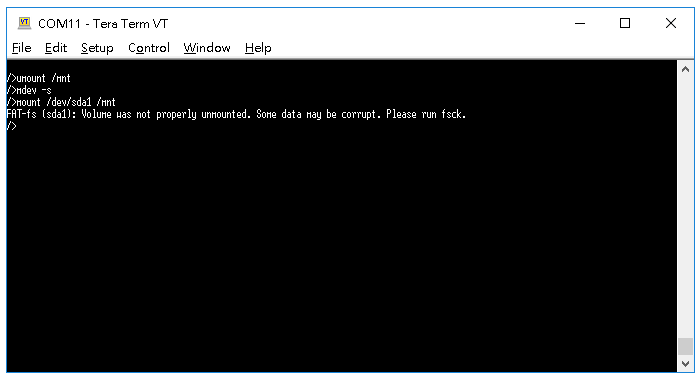 VT
COM11 - Tera Term VT
File Edit Setup Control Window Help
/>umount /mnt
/>mdev -s
/>mount /dev/sda1 /mnt
FAT-fs (sda1): Volume was not properly unmounted. Some data may be corrupt. Please run fsck.
/>